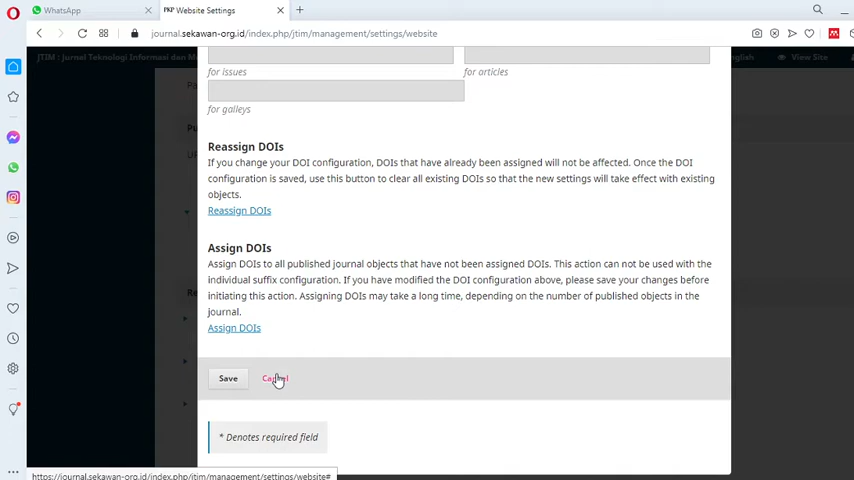 WhatsApp
PKP Website Settings
journal.sekawan-org.id/index.php/jtim/management/settings/website
JTIM : Jurnal Teknologi Informasi dan M
English
View Site
for issues
for articles
for galleys
Reassign DOIs
If you change your DOI configuration, DOIs that have already been assigned will not be affected. Once the DOI
configuration is saved, use this button to clear all existing DOIs so that the new settings will take effect with existing
objects.
Reassign DOIs
Assign DOIs
Assign DOIs to all published journal objects that have not been assigned DOIs. This action can not be used with the
individual suffix configuration. If you have modified the DOI configuration above, please save your changes before
initiating this action. Assigning DOIs may take a long time, depending on the number of published objects in the
journal.
Assign DOIs
Save
Cancel
* Denotes required field
https://journal.sekawan-org.id/index.php/jtim/management/settings/website#